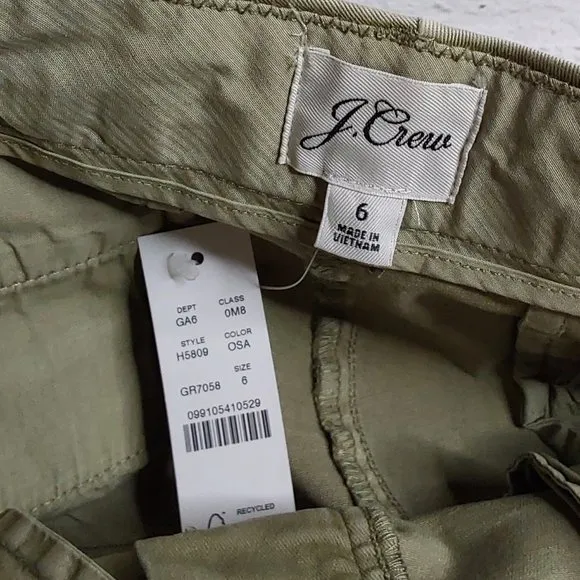 J.Crew
6
MADE IN
VIETNAM
DEPT CLASS
GA6 0M8
STYLE COLOR
H5809 OSA
SIZE
GR7058 6
099105410529
RECYCLED